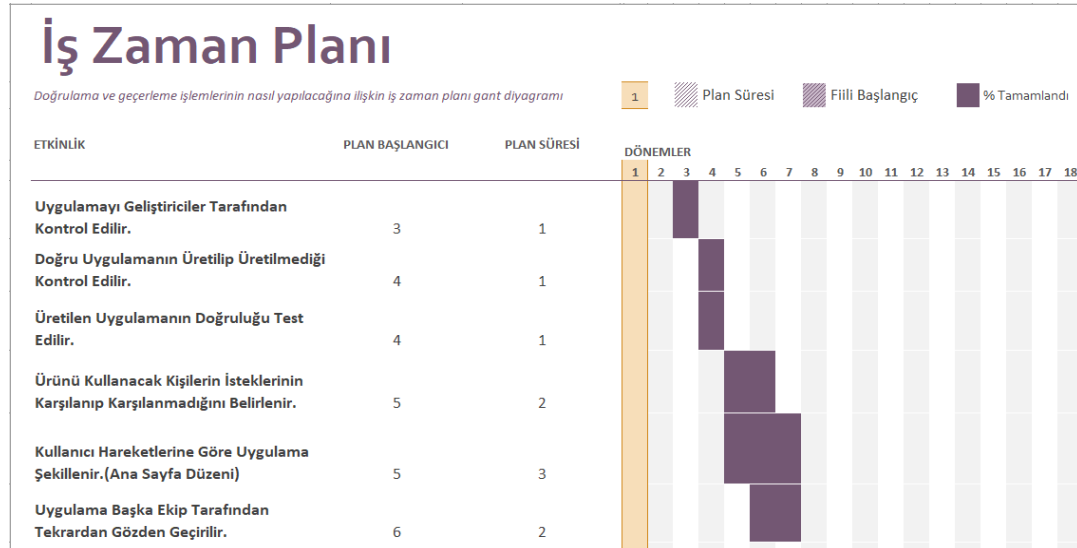 İş Zaman Planı
Doğrulama ve geçerleme işlemlerinin nasıl yapılacağına ilişkin iş zaman planı gant diyagramı
1 Plan Süresi Fiili Başlangıç % Tamamlandı
ETKİNLİK PLAN BAŞLANGICI PLAN SÜRESİ
DÖNEMLER
1 2 3 4 5 6 7 8 9 10 11 12 13 14 15 16 17 18
Uygulamayı Geliştiriciler Tarafından
Kontrol Edilir. 3 1
Doğru Uygulamanın Üretilip Üretilmediği
Kontrol Edilir. 4 1
Üretilen Uygulamanın Doğruluğu Test
Edilir. 4 1
Ürünü Kullanacak Kişilerin İsteklerinin
Karşılanıp Karşılanmadığını Belirlenir. 5 2
Kullanıcı Hareketlerine Göre Uygulama
Şekillenir.(Ana Sayfa Düzeni) 5 3
Uygulama Başka Ekip Tarafından
Tekrardan Gözden Geçirilir. 6 2